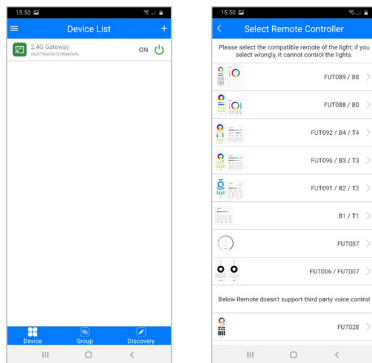 15:50
Device List
+
2.4G Gateway
ON
Device
Group
Discovery
15:50
Select Remote Controller
Please select the compatible remote of the light; if you
select wrongly, it cannot control the lights.
FUT089 / B8
FUT088 / B0
FUT092 / B4 / T4
FUT096 / B3 / T3
FUT091 / B2 / T2
B1 / T1
FUT087
FUT006 / FUT007
Below Remote doesn't support third party voice control
FUT028